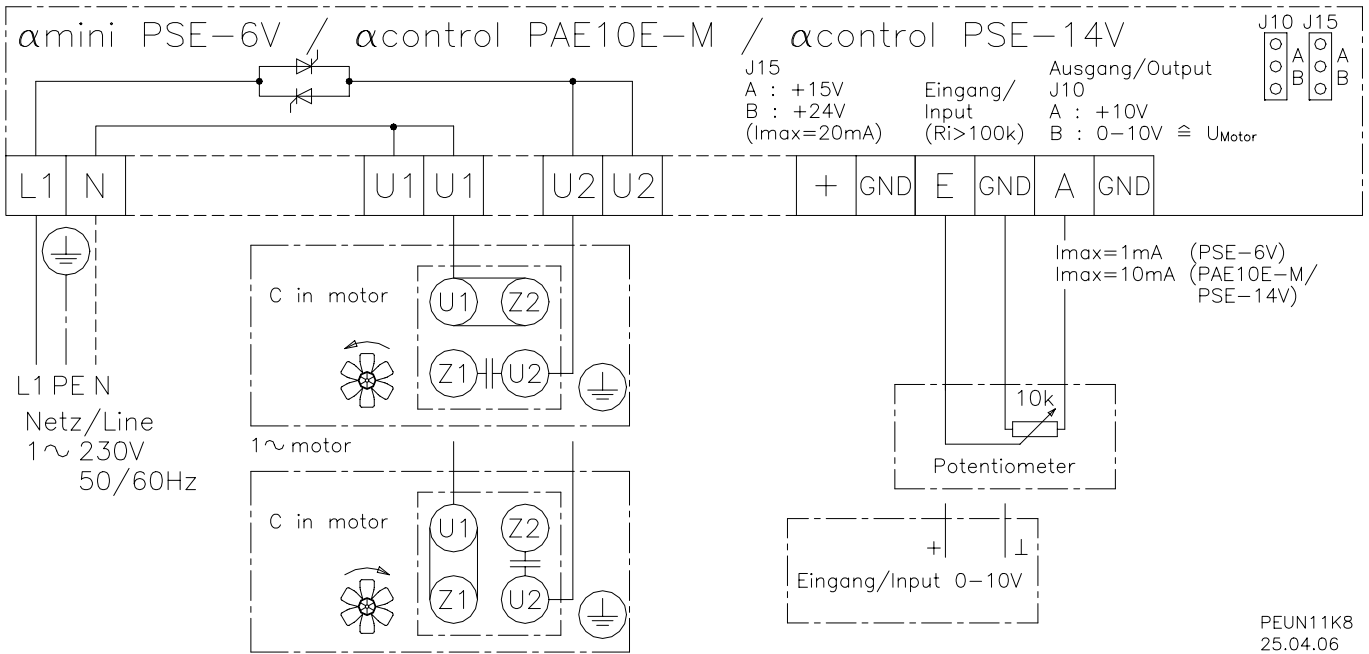 αmini PSE-6V / αcontrol PAE10E-M / αcontrol PSE-14V
J10 J15
A A
B B
J15
A : +15V
B : +24V
(Imax=20mA)
Eingang/
Input
(Ri>100k)
Ausgang/Output
J10
A : +10V
B : 0-10V ≙ UMotor
L1 N U1 U1 U2 U2 + GND E GND A GND
Imax=1mA (PSE-6V)
Imax=10mA (PAE10E-M/
PSE-14V)
L1 PE N
Netz/Line
1~ 230V
50/60Hz
C in motor
U1 Z2
Z1 U2
1~ motor
C in motor
U1 Z2
Z1 U2
10k
Potentiometer
+ ⊥
Eingang/Input 0-10V
PEUN11K8
25.04.06